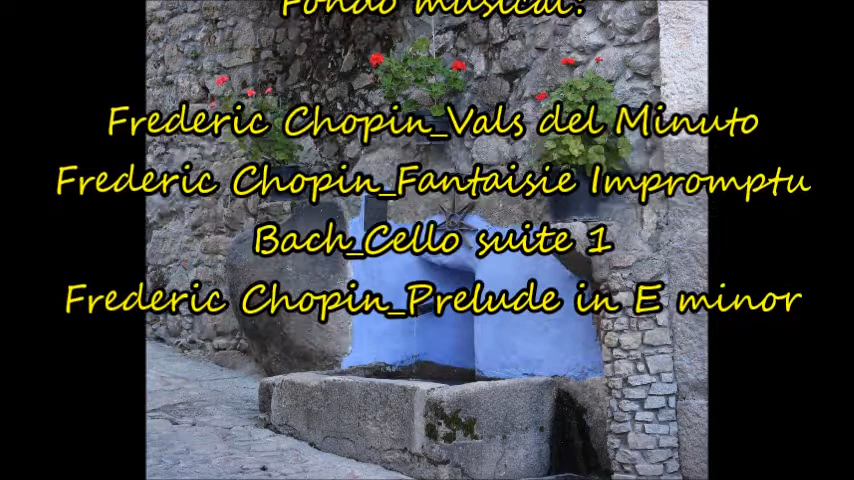 Fondo musical:
Frederic Chopin_Vals del Minuto
Frederic Chopin_Fantaisie Impromptu
Bach_Cello suite 1
Frederic Chopin_Prelude in E minor